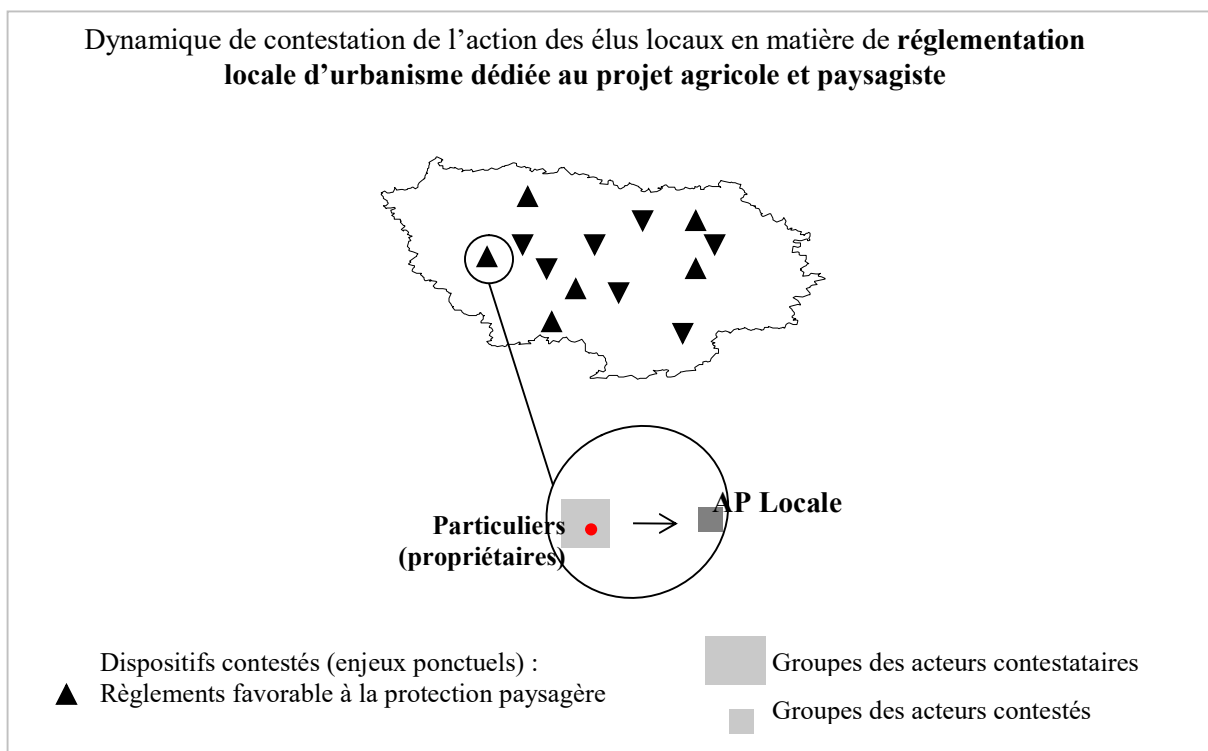 Dynamique de contestation de l’action des élus locaux en matière de réglementation
locale d’urbanisme dédiée au projet agricole et paysagiste
AP Locale
Particuliers
(propriétaires)
Dispositifs contestés (enjeux ponctuels) :
Règlements favorable à la protection paysagère
Groupes des acteurs contestataires
Groupes des acteurs contestés